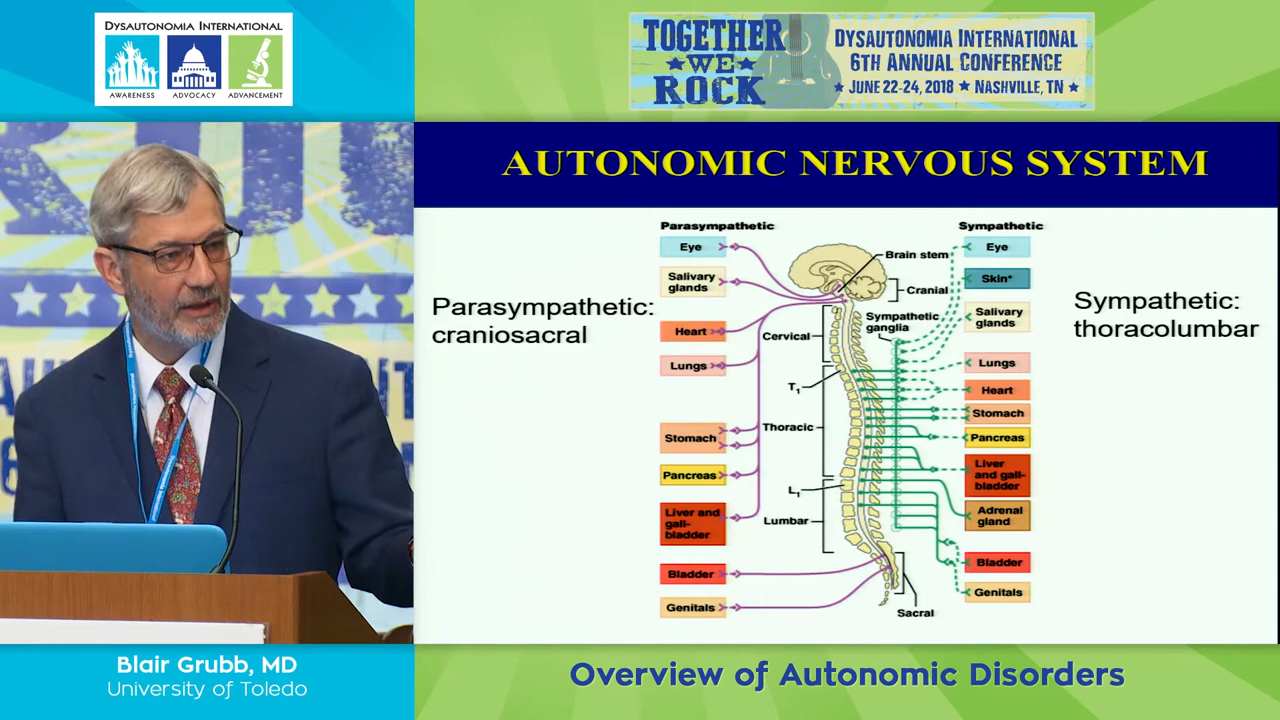 DYSAUTONOMIA INTERNATIONAL
AWARENESS
ADVOCACY
ADVANCEMENT
TOGETHER
WE
ROCK
DYSAUTONOMIA INTERNATIONAL
6TH ANNUAL CONFERENCE
JUNE 22-24, 2018 ★ NASHVILLE, TN
AUTONOMIC NERVOUS SYSTEM
Parasympathetic:
craniosacral
Parasympathetic
Eye
Salivary
glands
Heart
Lungs
Stomach
Pancreas
Liver and
gall-
bladder
Bladder
Genitals
Brain stem
Cranial
Sympathetic
ganglia
Cervical
T1
Thoracic
L1
Lumbar
Sacral
Sympathetic
Eye
Skin*
Salivary
glands
Lungs
Heart
Stomach
Pancreas
Liver
and gall-
bladder
Adrenal
gland
Bladder
Genitals
Sympathetic:
thoracolumbar
Blair Grubb, MD
University of Toledo
Overview of Autonomic Disorders